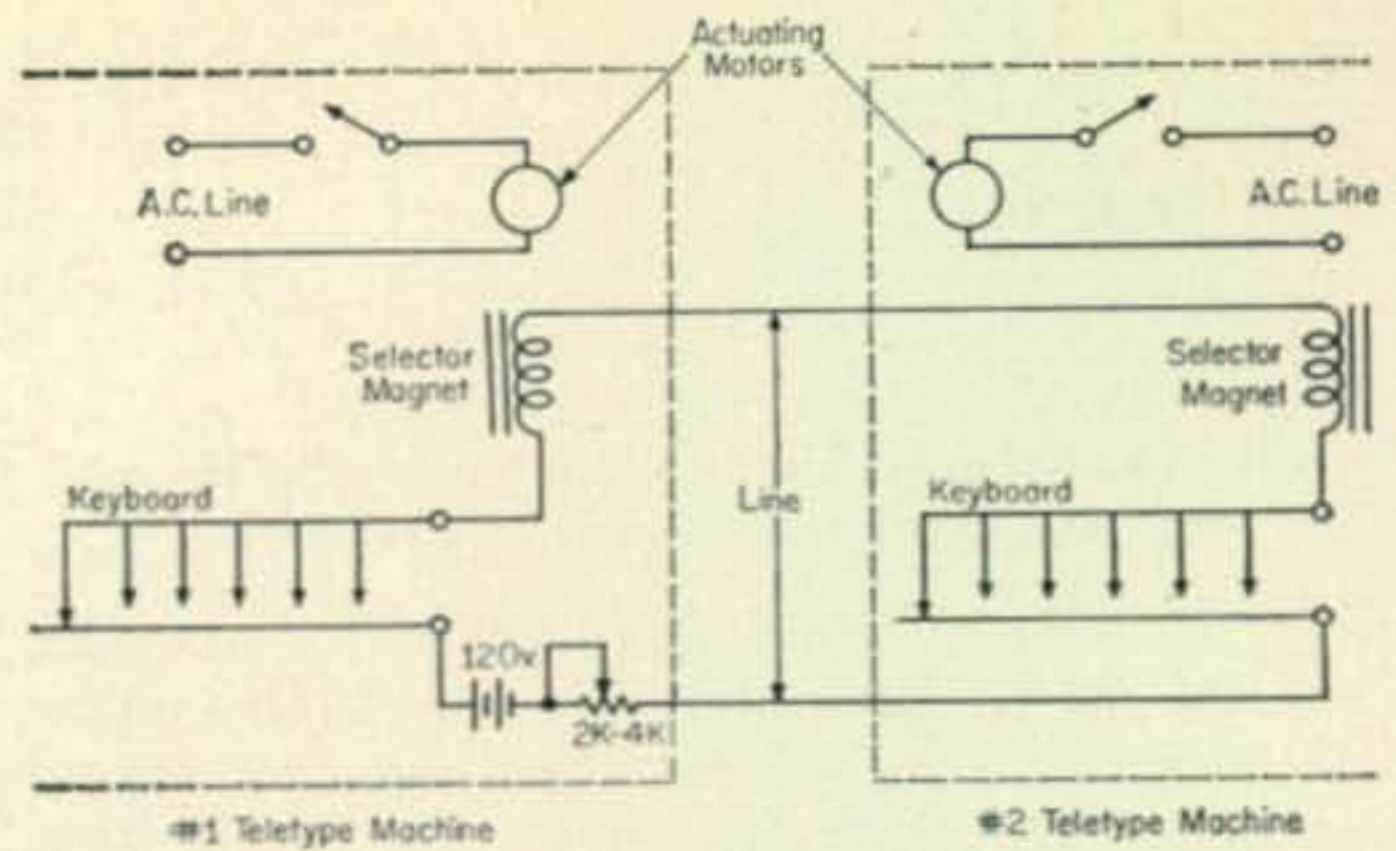 Actuating
Motors
A.C. Line
A.C. Line
Selector
Magnet
Selector
Magnet
Keyboard
Line
Keyboard
120v
2K-4K
#1 Teletype Machine
#2 Teletype Machine